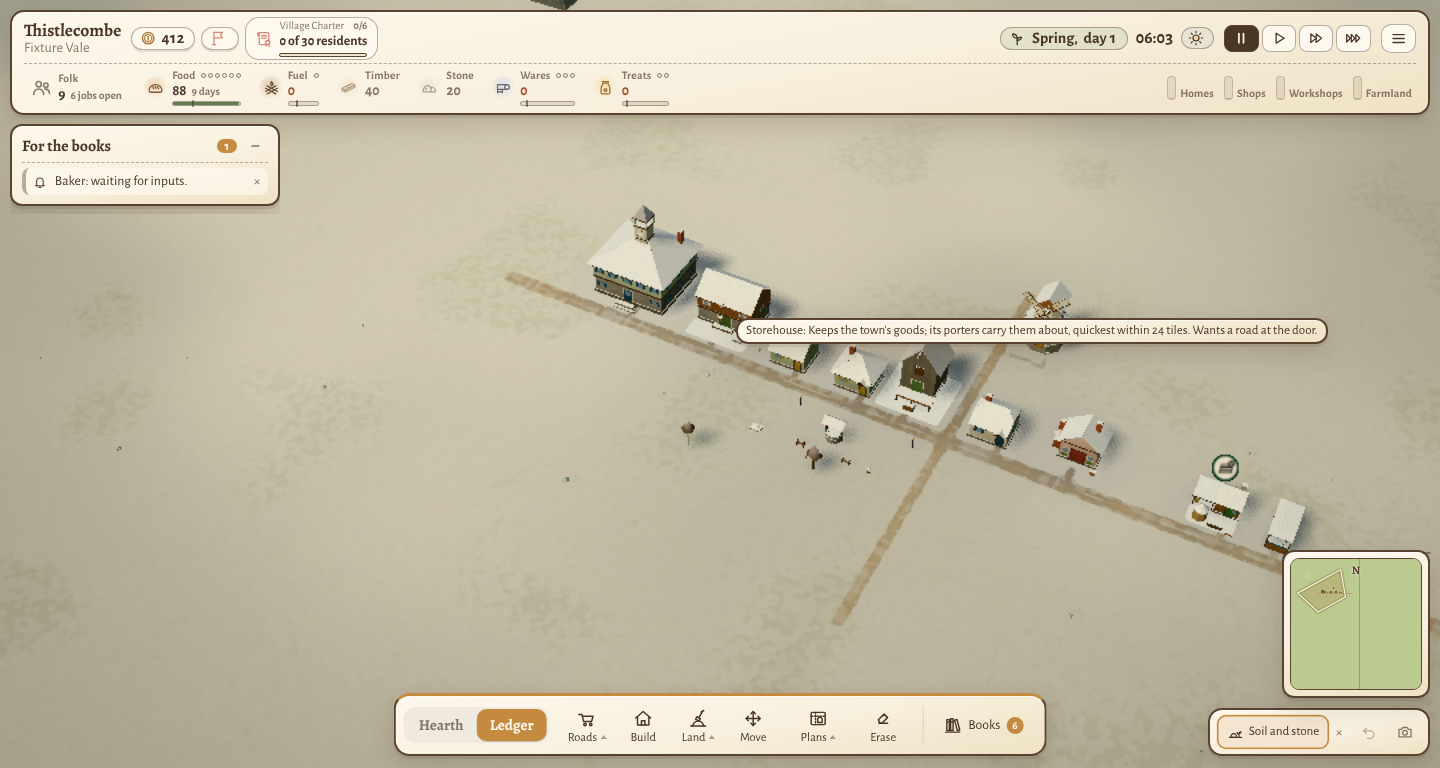 Thistlecombe
Fixture Vale
412
Village Charter 0/6
0 of 30 residents
Spring, day 1
06:03
Folk
9 6 jobs open
Food
88 9 days
Fuel
0
Timber
40
Stone
20
Wares
0
Treats
0
Homes
Shops
Workshops
Farmland
For the books
1
Baker: waiting for inputs.
×
Storehouse: Keeps the town's goods; its porters carry them about, quickest within 24 tiles. Wants a road at the door.
N
Hearth
Ledger
Roads
Build
Land
Move
Plans
Erase
Books 6
Soil and stone ×